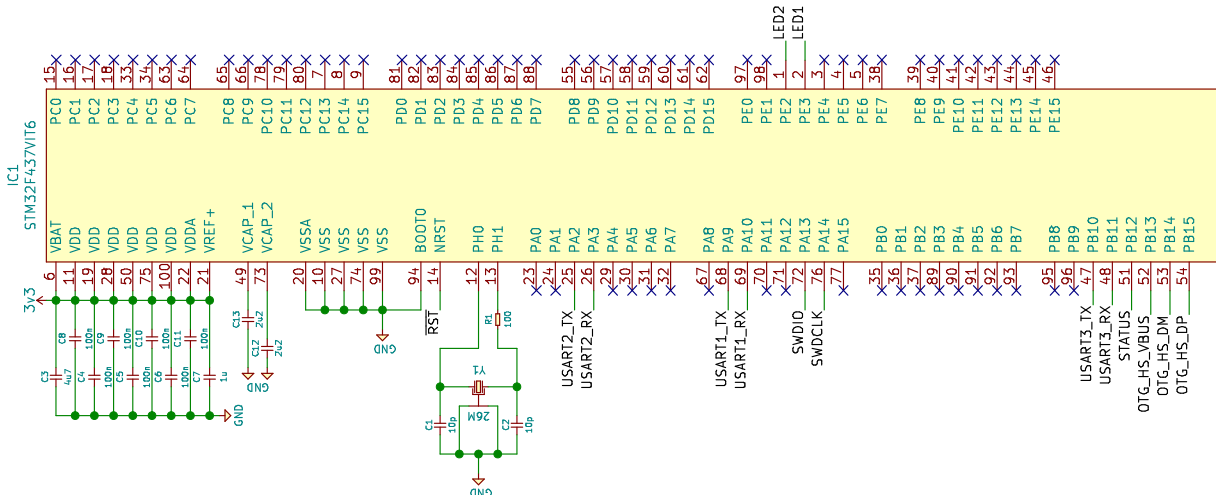 LED2
LED1
15 16 17 18 33 34 63 64 65 66 78 79 80 7 8 9 81 82 83 84 85 86 87 88 55 56 57 58 59 60 61 62 97 98 1 2 3 4 5 38 39 40 41 42 43 44 45 46
PC0 PC1 PC2 PC3 PC4 PC5 PC6 PC7 PC8 PC9 PC10 PC11 PC12 PC13 PC14 PC15 PD0 PD1 PD2 PD3 PD4 PD5 PD6 PD7 PD8 PD9 PD10 PD11 PD12 PD13 PD14 PD15 PE0 PE1 PE2 PE3 PE4 PE5 PE6 PE7 PE8 PE9 PE10 PE11 PE12 PE13 PE14 PE15
IC1
STM32F437VIT6
VBAT VDD VDD VDD VDD VDD VDD VDDA VREF+ VCAP_1 VCAP_2 VSSA VSS VSS VSS VSS BOOT0 NRST PH0 PH1 PA0 PA1 PA2 PA3 PA4 PA5 PA6 PA7 PA8 PA9 PA10 PA11 PA12 PA13 PA14 PA15 PB0 PB1 PB2 PB3 PB4 PB5 PB6 PB7 PB8 PB9 PB10 PB11 PB12 PB13 PB14 PB15
6 11 19 28 50 75 100 22 21 49 73 20 10 27 74 99 94 14 12 13 23 24 25 26 29 30 31 32 67 68 69 70 71 72 76 77 35 36 37 89 90 91 92 93 95 96 47 48 51 52 53 54
3v3
RST
R1
100
USART2_TX
USART2_RX
USART1_TX
USART1_RX
SWDIO
SWDCLK
USART3_TX
USART3_RX
STATUS
OTG_HS_VBUS
OTG_HS_DM
OTG_HS_DP
C13
2u2
C12
2u2
GND
GND
GND
C8
100n
C9
100n
C10
100n
C11
100n
C3
4u7
C4
100n
C5
100n
C6
100n
C7
1u
GND
Y1
26M
C1
10p
C2
10p
GND